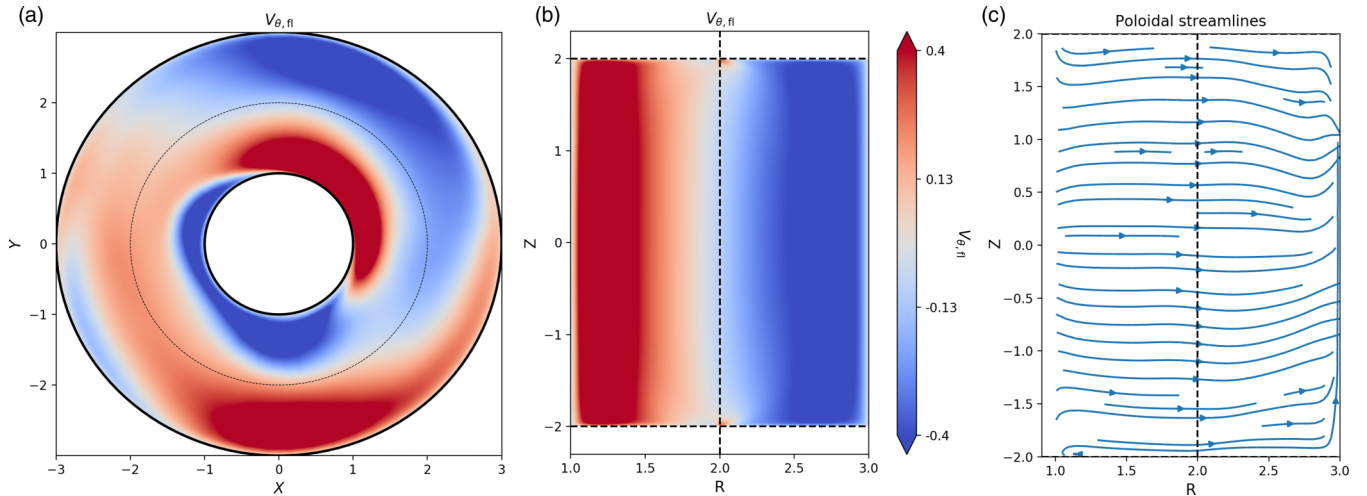 (a)
V_θ,fl
3
2
1
0
−1
−2
−3
Y
−3 −2 −1 0 1 2 3
X
(b)
V_θ,fl
2
1
0
−1
−2
Z
1.0 1.5 2.0 2.5 3.0
R
0.4
0.13
-0.13
-0.4
V_θ,fl
(c)
Poloidal streamlines
2.0
1.5
1.0
0.5
0.0
−0.5
−1.0
−1.5
−2.0
Z
1.0 1.5 2.0 2.5 3.0
R